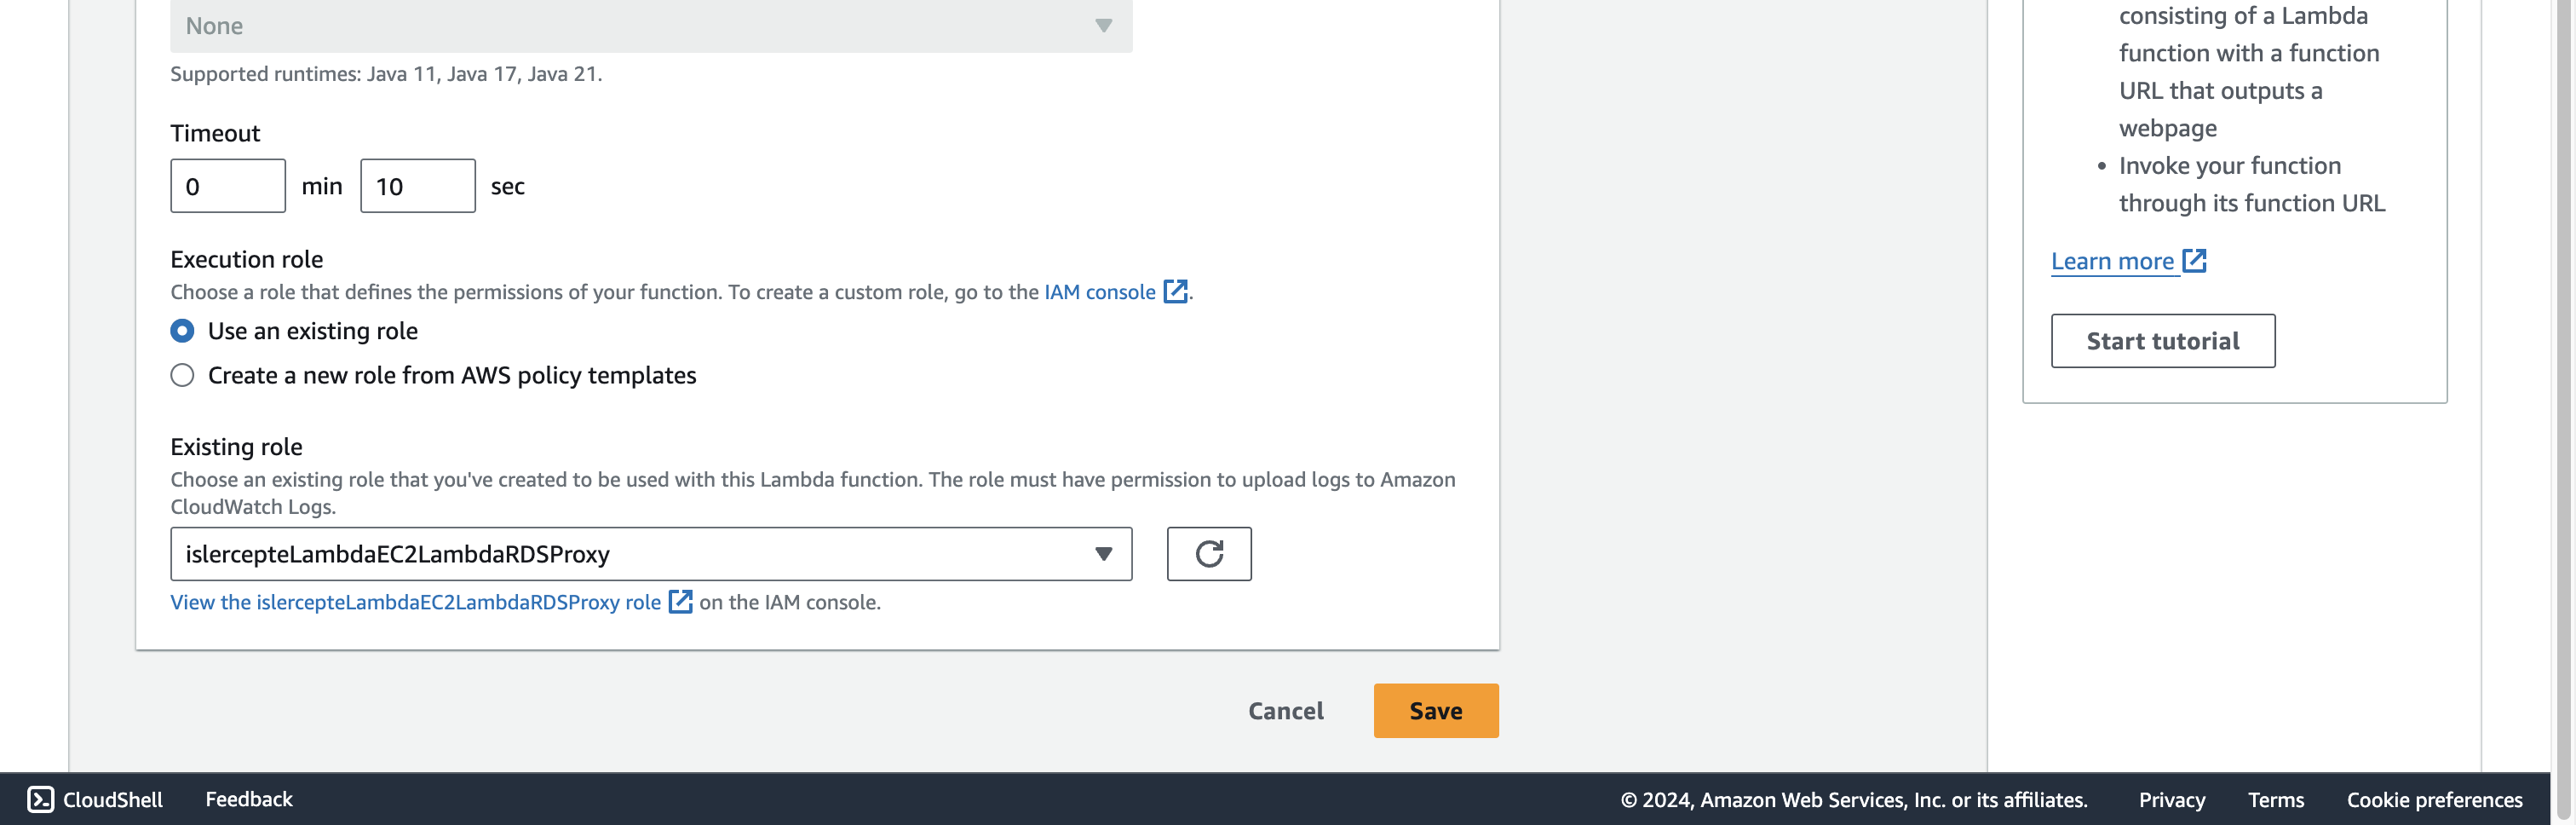 None
Supported runtimes: Java 11, Java 17, Java 21.
Timeout
0 min 10 sec
Execution role
Choose a role that defines the permissions of your function. To create a custom role, go to the IAM console.
Use an existing role
Create a new role from AWS policy templates
Existing role
Choose an existing role that you've created to be used with this Lambda function. The role must have permission to upload logs to Amazon
CloudWatch Logs.
islercepteLambdaEC2LambdaRDSProxy
View the islercepteLambdaEC2LambdaRDSProxy role on the IAM console.
Cancel Save
consisting of a Lambda
function with a function
URL that outputs a
webpage
• Invoke your function
through its function URL
Learn more
Start tutorial
CloudShell Feedback © 2024, Amazon Web Services, Inc. or its affiliates. Privacy Terms Cookie preferences